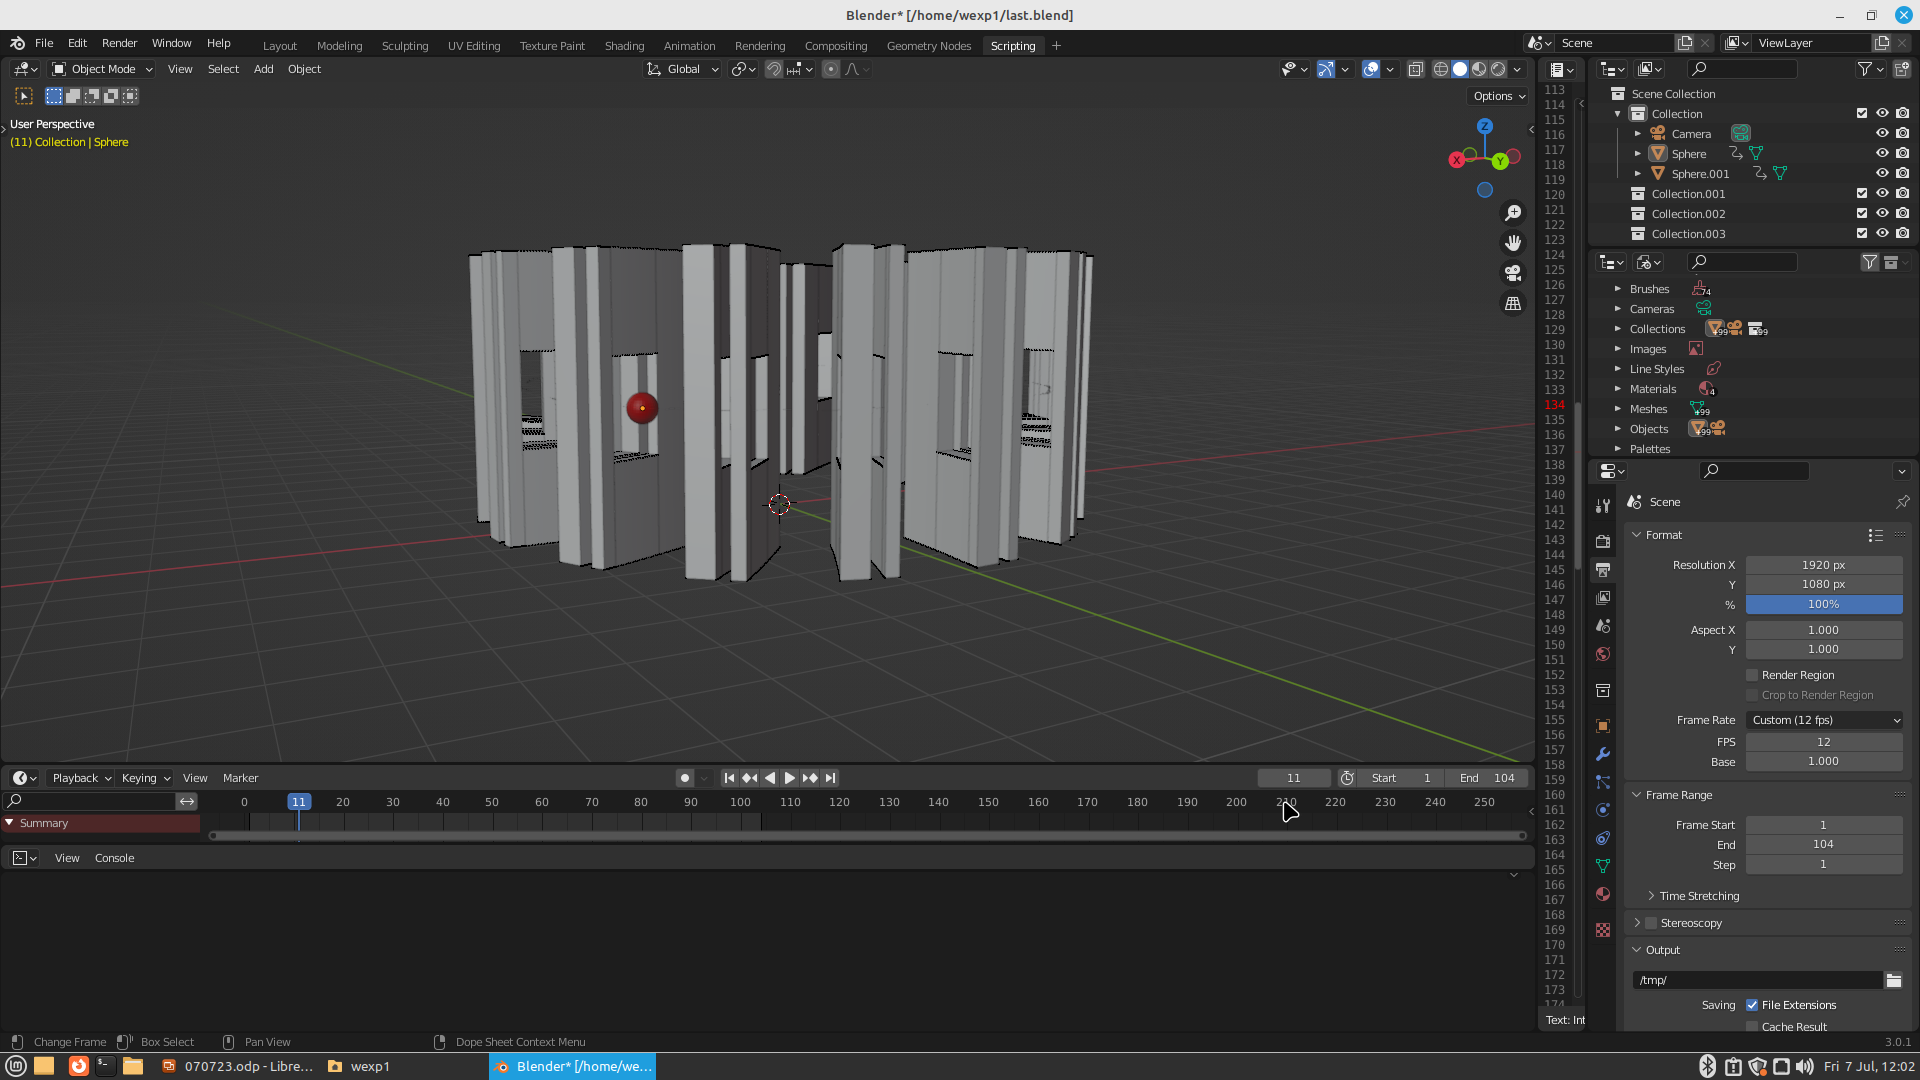 Blender* [/home/wexp1/last.blend]
File Edit Render Window Help
Layout Modeling Sculpting UV Editing Texture Paint Shading Animation Rendering Compositing Geometry Nodes Scripting +
Scene
ViewLayer
Object Mode View Select Add Object
Global
Options
User Perspective
(11) Collection | Sphere
Z
X
Y
113
114
115
116
117
118
119
120
121
122
123
124
125
126
127
128
129
130
131
132
133
134
135
136
137
138
139
140
141
142
143
144
145
146
147
148
149
150
151
152
153
154
155
156
157
158
159
160
161
162
163
164
165
166
167
168
169
170
171
172
173
174
Text: Int
Scene Collection
Collection
Camera
Sphere
Sphere.001
Collection.001
Collection.002
Collection.003
Brushes 74
Cameras
Collections +99 +99
Images
Line Styles
Materials 4
Meshes +99
Objects +99
Palettes
Scene
Format
Resolution X 1920 px
Y 1080 px
% 100%
Aspect X 1.000
Y 1.000
Render Region
Crop to Render Region
Frame Rate Custom (12 fps)
FPS 12
Base 1.000
Frame Range
Frame Start 1
End 104
Step 1
Time Stretching
Stereoscopy
Output
/tmp/
Saving File Extensions
Cache Result
Playback Keying View Marker
11 Start 1 End 104
0 11 20 30 40 50 60 70 80 90 100 110 120 130 140 150 160 170 180 190 200 210 220 230 240 250
Summary
View Console
Change Frame Box Select Pan View Dope Sheet Context Menu
3.0.1
070723.odp - Libre... wexp1 Blender* [/home/we... Fri 7 Jul, 12:02